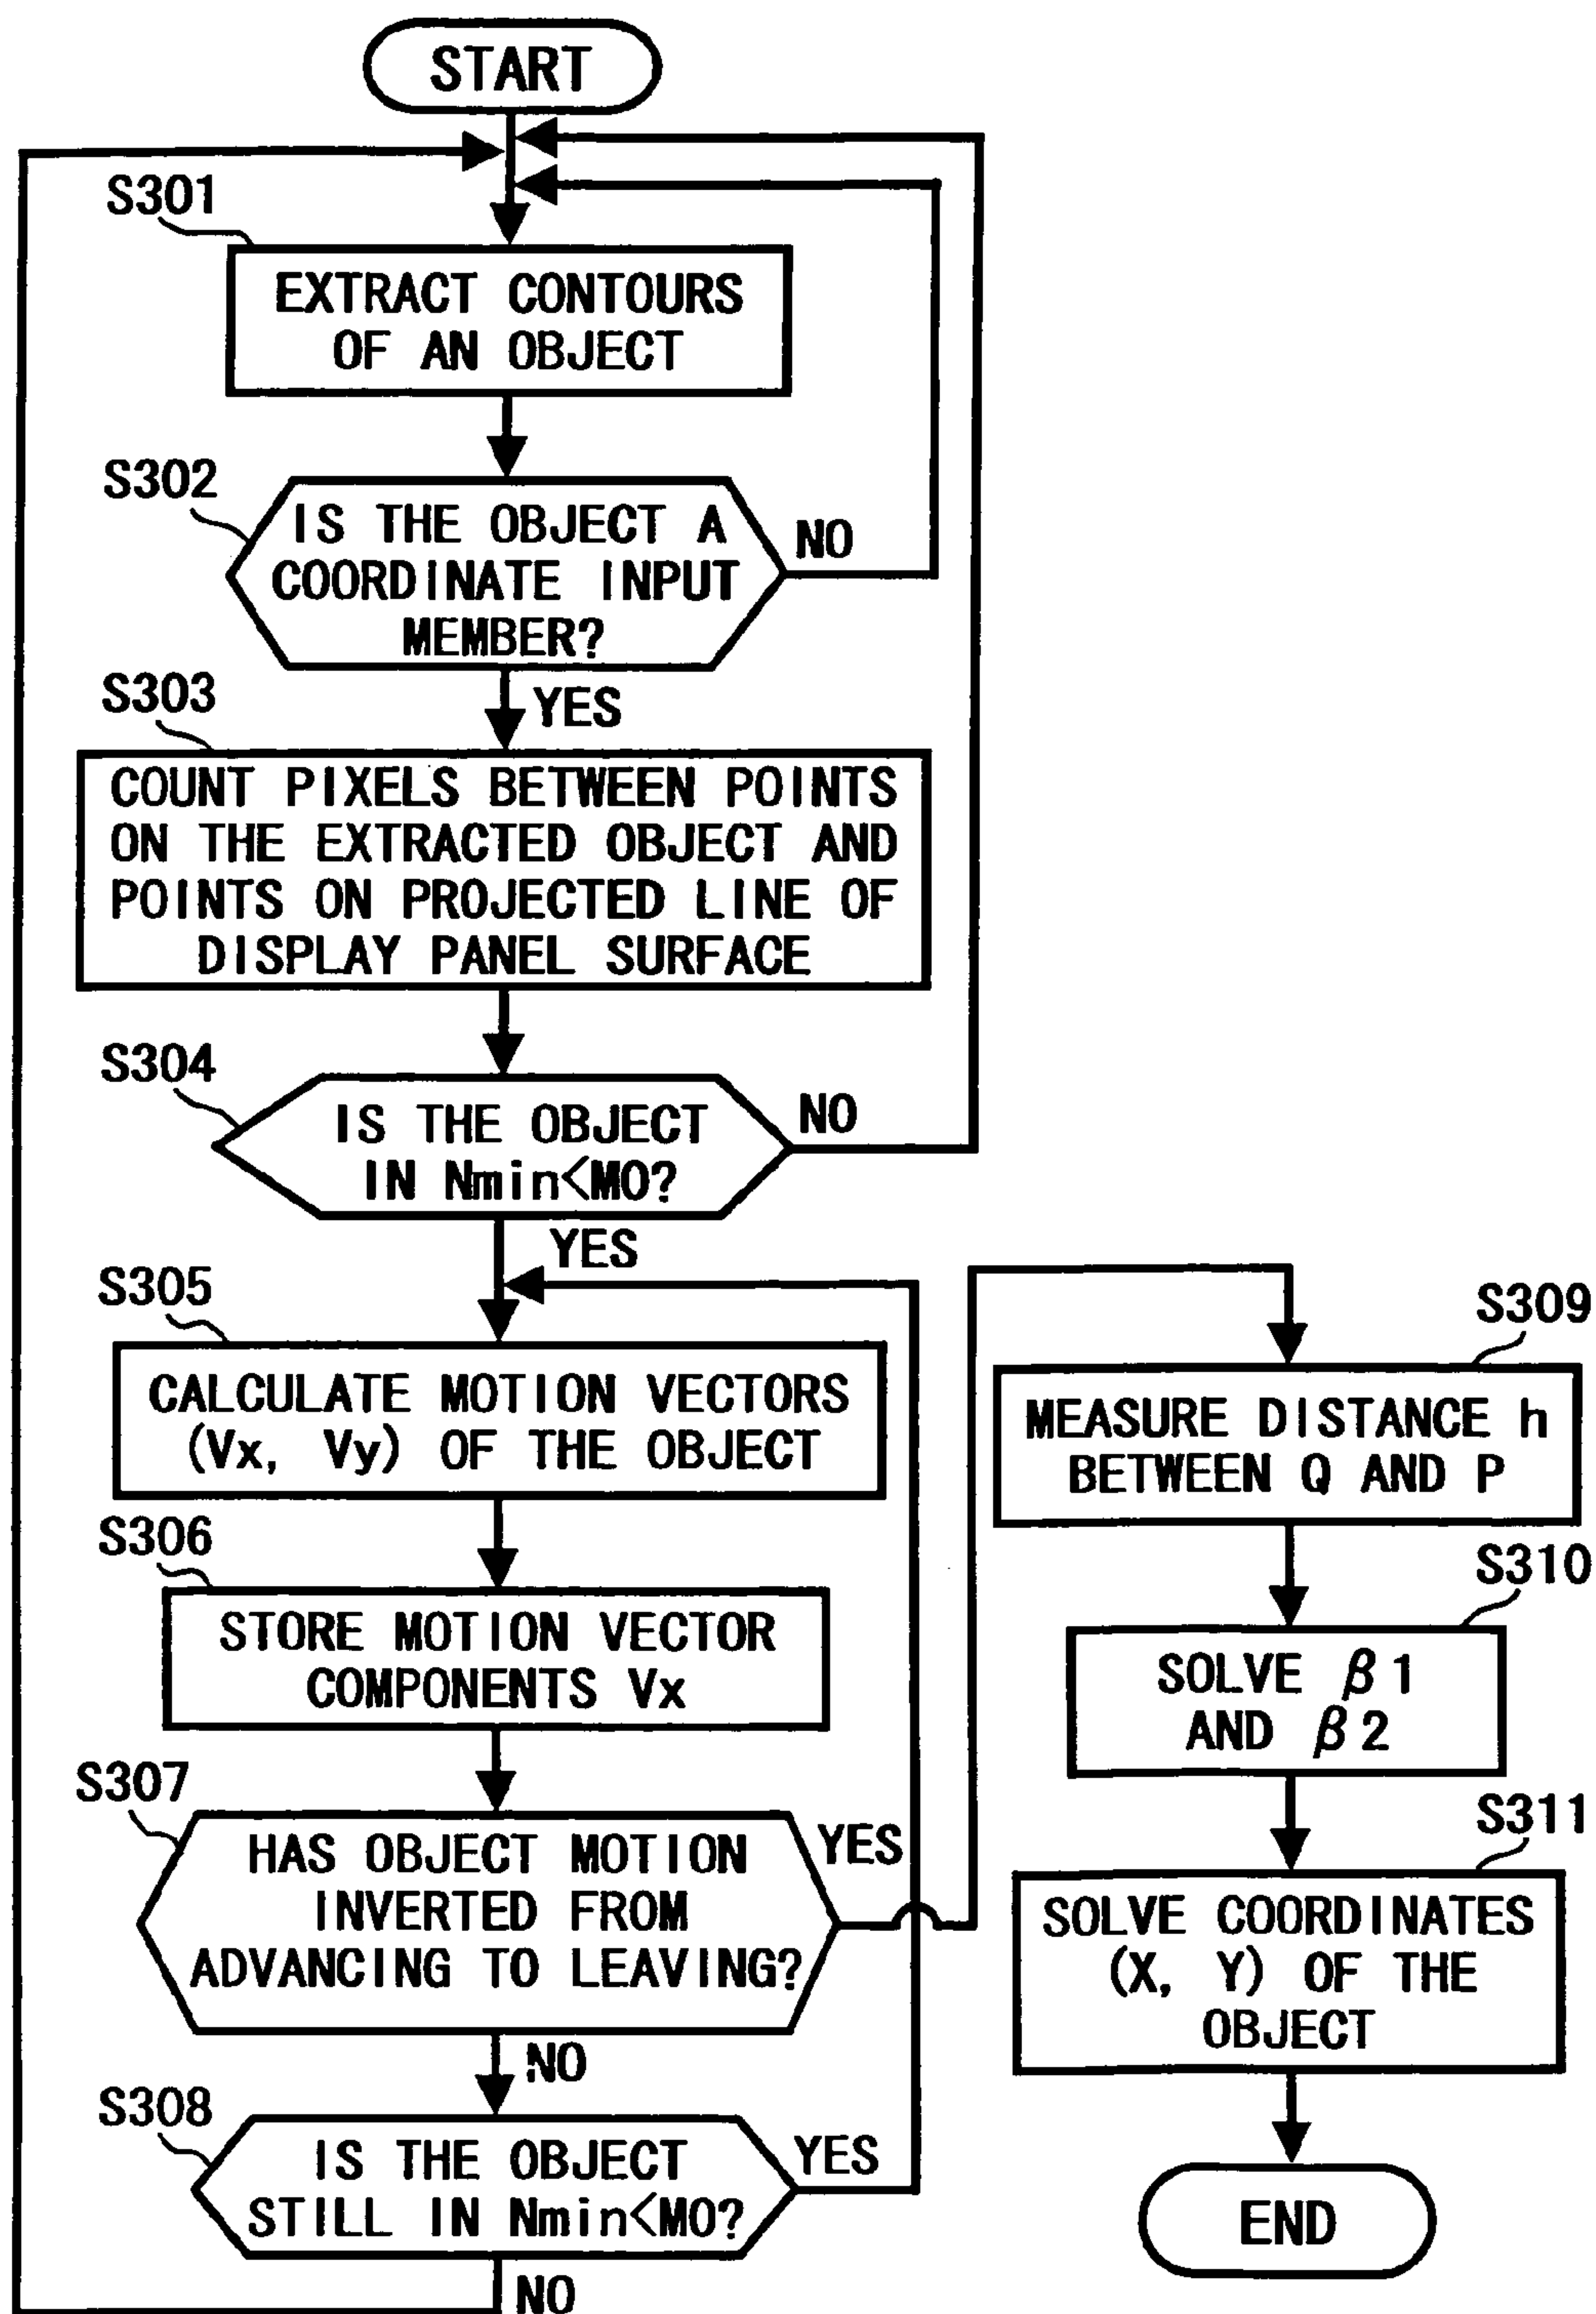 START
S301
EXTRACT CONTOURS
OF AN OBJECT
S302
IS THE OBJECT A
COORDINATE INPUT
MEMBER?
NO
YES
S303
COUNT PIXELS BETWEEN POINTS
ON THE EXTRACTED OBJECT AND
POINTS ON PROJECTED LINE OF
DISPLAY PANEL SURFACE
S304
IS THE OBJECT
IN Nmin<M0?
NO
YES
S305
CALCULATE MOTION VECTORS
(Vx, Vy) OF THE OBJECT
S306
STORE MOTION VECTOR
COMPONENTS Vx
S307
HAS OBJECT MOTION
INVERTED FROM
ADVANCING TO LEAVING?
YES
NO
S308
IS THE OBJECT
STILL IN Nmin<M0?
YES
NO
S309
MEASURE DISTANCE h
BETWEEN Q AND P
S310
SOLVE β1
AND β2
S311
SOLVE COORDINATES
(X, Y) OF THE
OBJECT
END